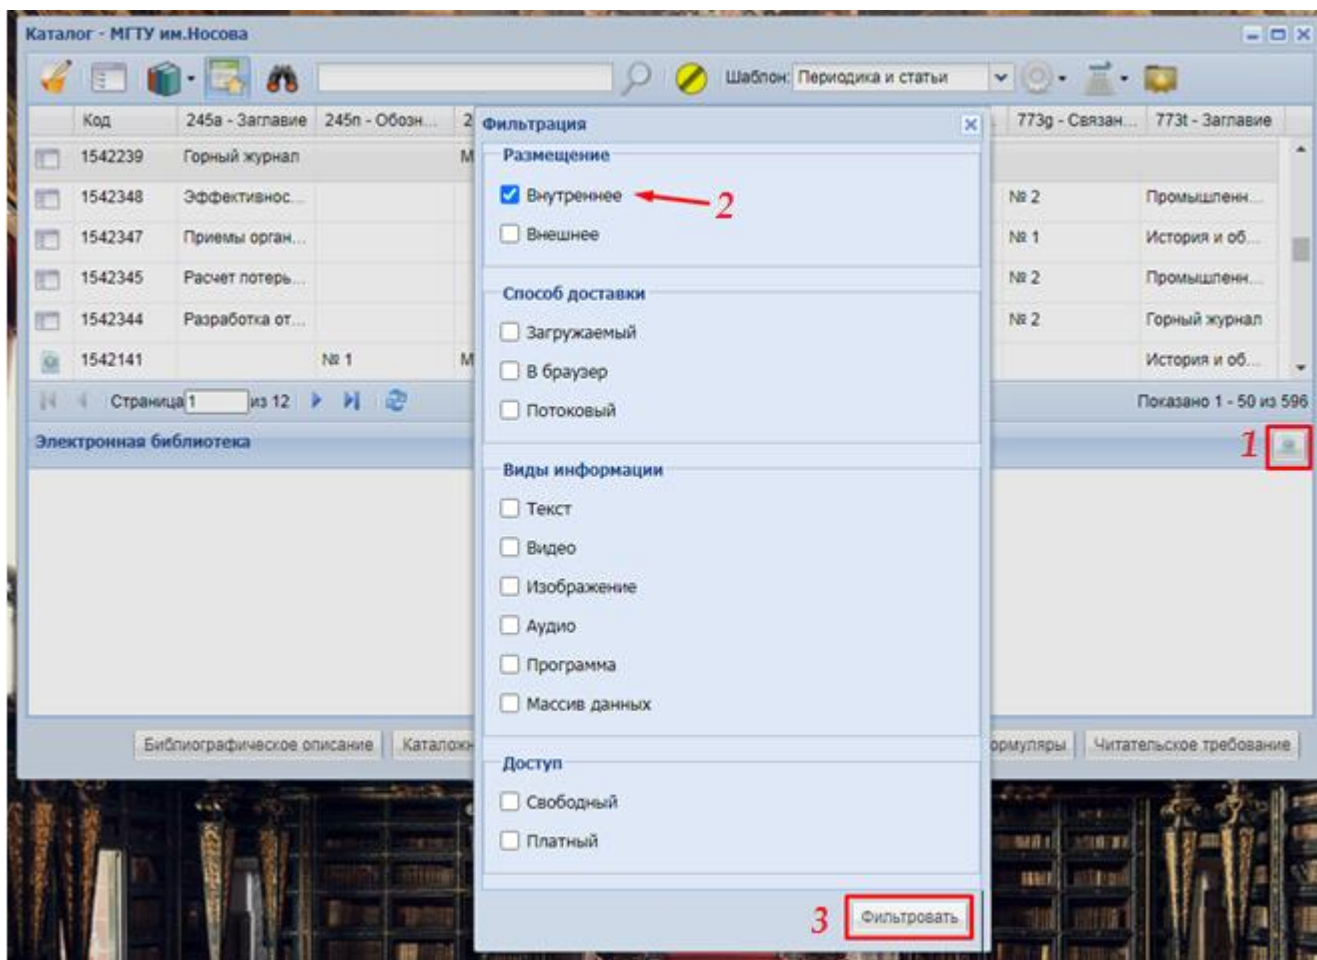 Каталог - МГТУ им.Носова
Шаблон: Периодика и статьи
Код 245a - Заглавие 245n - Обозн... 2 773g - Связан... 773t - Заглавие
1542239 Горный журнал М
1542348 Эффективнос... № 2 Промышленн...
1542347 Приемы орган... № 1 История и об...
1542345 Расчет потерь... № 2 Промышленн...
1542344 Разработка от... № 2 Горный журнал
1542141 № 1 М История и об...
Страница 1 из 12 Показано 1 - 50 из 596
Электронная библиотека 1
Библиографическое описание Каталожн ормуляры Читательское требование
Фильтрация
Размещение
Внутреннее 2
Внешнее
Способ доставки
Загружаемый
В браузер
Потоковый
Виды информации
Текст
Видео
Изображение
Аудио
Программа
Массив данных
Доступ
Свободный
Платный
3 Фильтровать